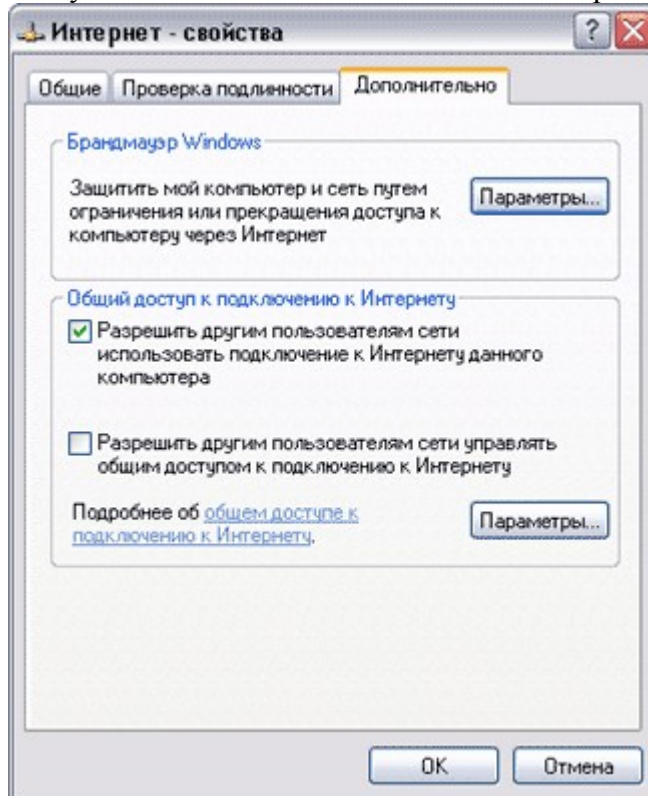 Интернет - свойства
Общие Проверка подлинности Дополнительно
Брандмауэр Windows
Защитить мой компьютер и сеть путем
ограничения или прекращения доступа к
компьютеру через Интернет
Параметры...
Общий доступ к подключению к Интернету
Разрешить другим пользователям сети
использовать подключение к Интернету данного
компьютера
Разрешить другим пользователям сети управлять
общим доступом к подключению к Интернету
Подробнее об общем доступе к
подключению к Интернету.
Параметры...
OK Отмена